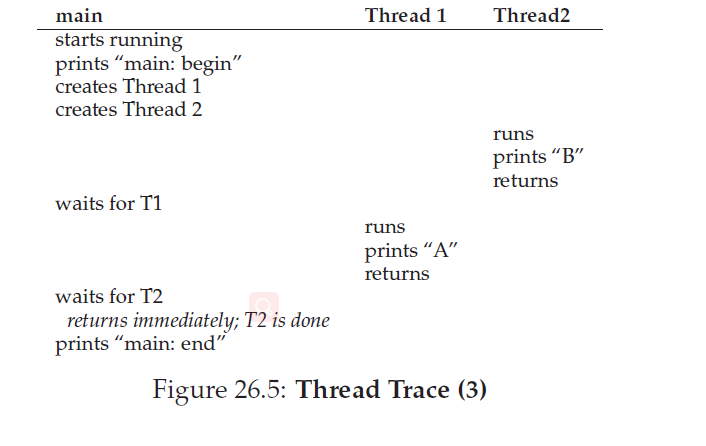 main Thread 1 Thread2
starts running
prints “main: begin”
creates Thread 1
creates Thread 2
runs
prints “B”
returns
waits for T1
runs
prints “A”
returns
waits for T2
returns immediately; T2 is done
prints “main: end”
Figure 26.5: Thread Trace (3)